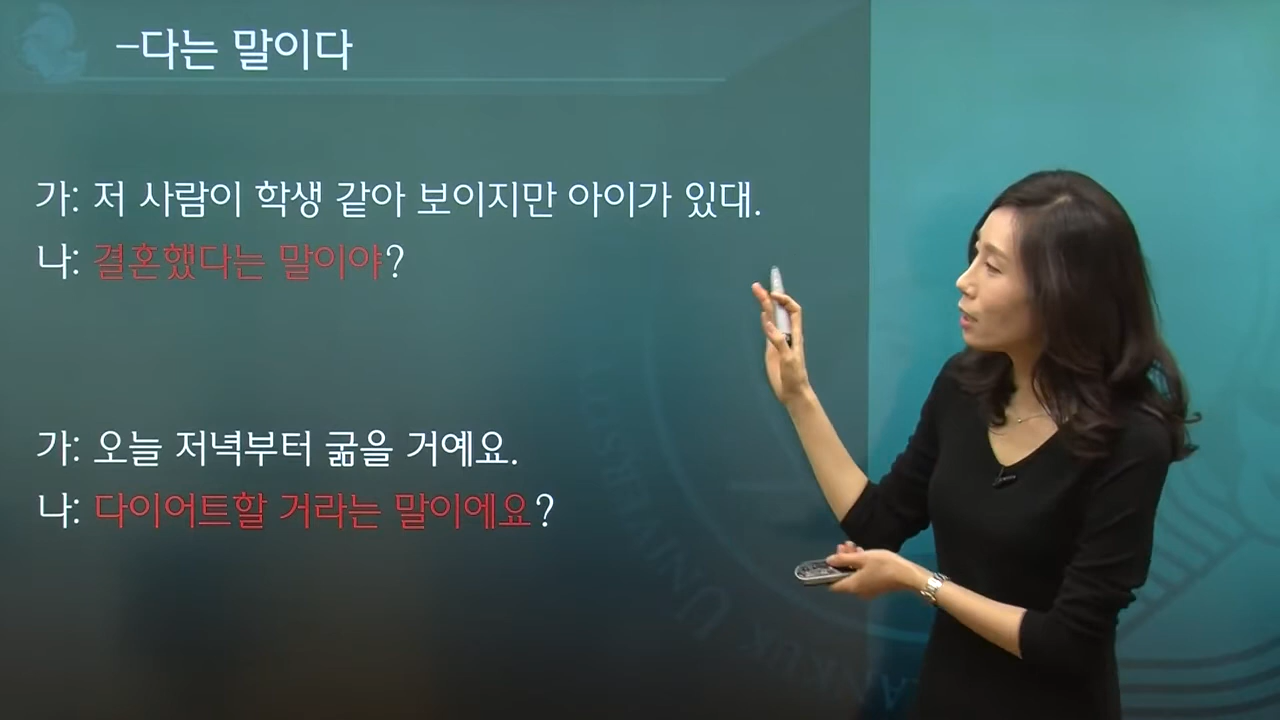 -다는 말이다
가: 저 사람이 학생 같아 보이지만 아이가 있대.
나: 결혼했다는 말이야?
가: 오늘 저녁부터 굶을 거예요.
나: 다이어트할 거라는 말이에요?